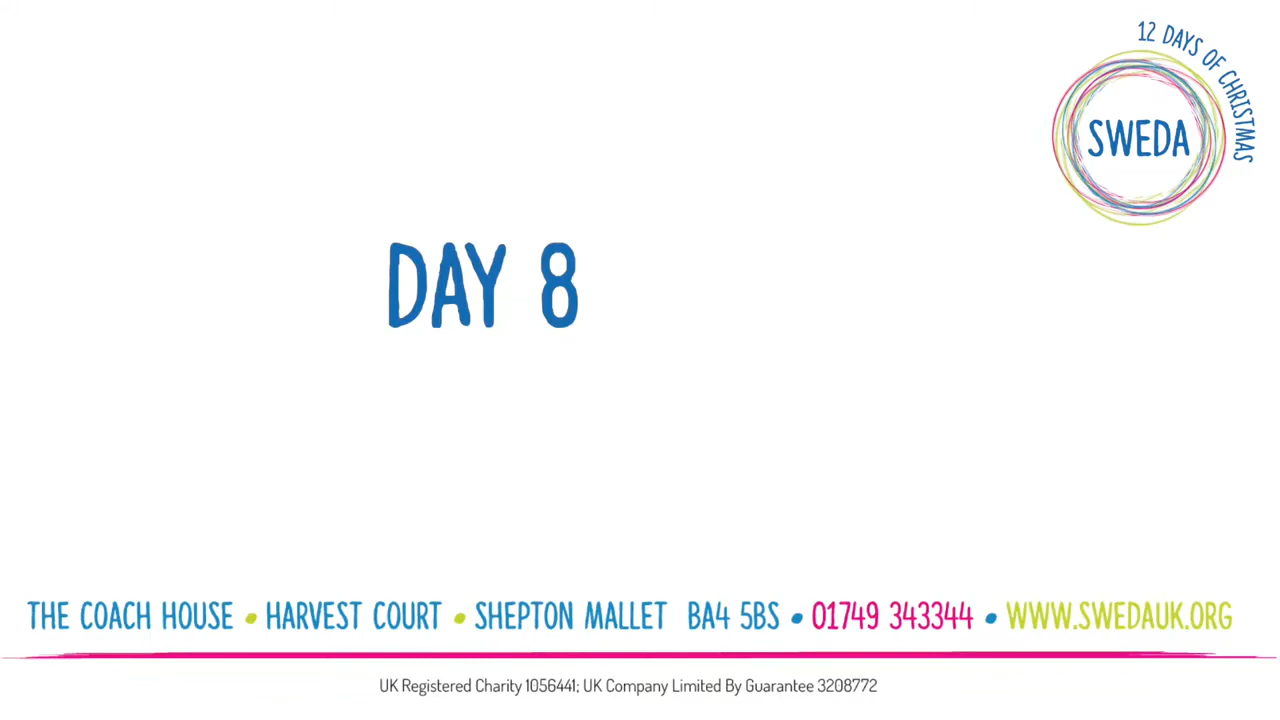 12 DAYS OF CHRISTMAS
SWEDA
DAY 8
THE COACH HOUSE • HARVEST COURT • SHEPTON MALLET BA4 5BS • 01749 343344 • WWW.SWEDAUK.ORG
UK Registered Charity 1056441; UK Company Limited By Guarantee 3208772